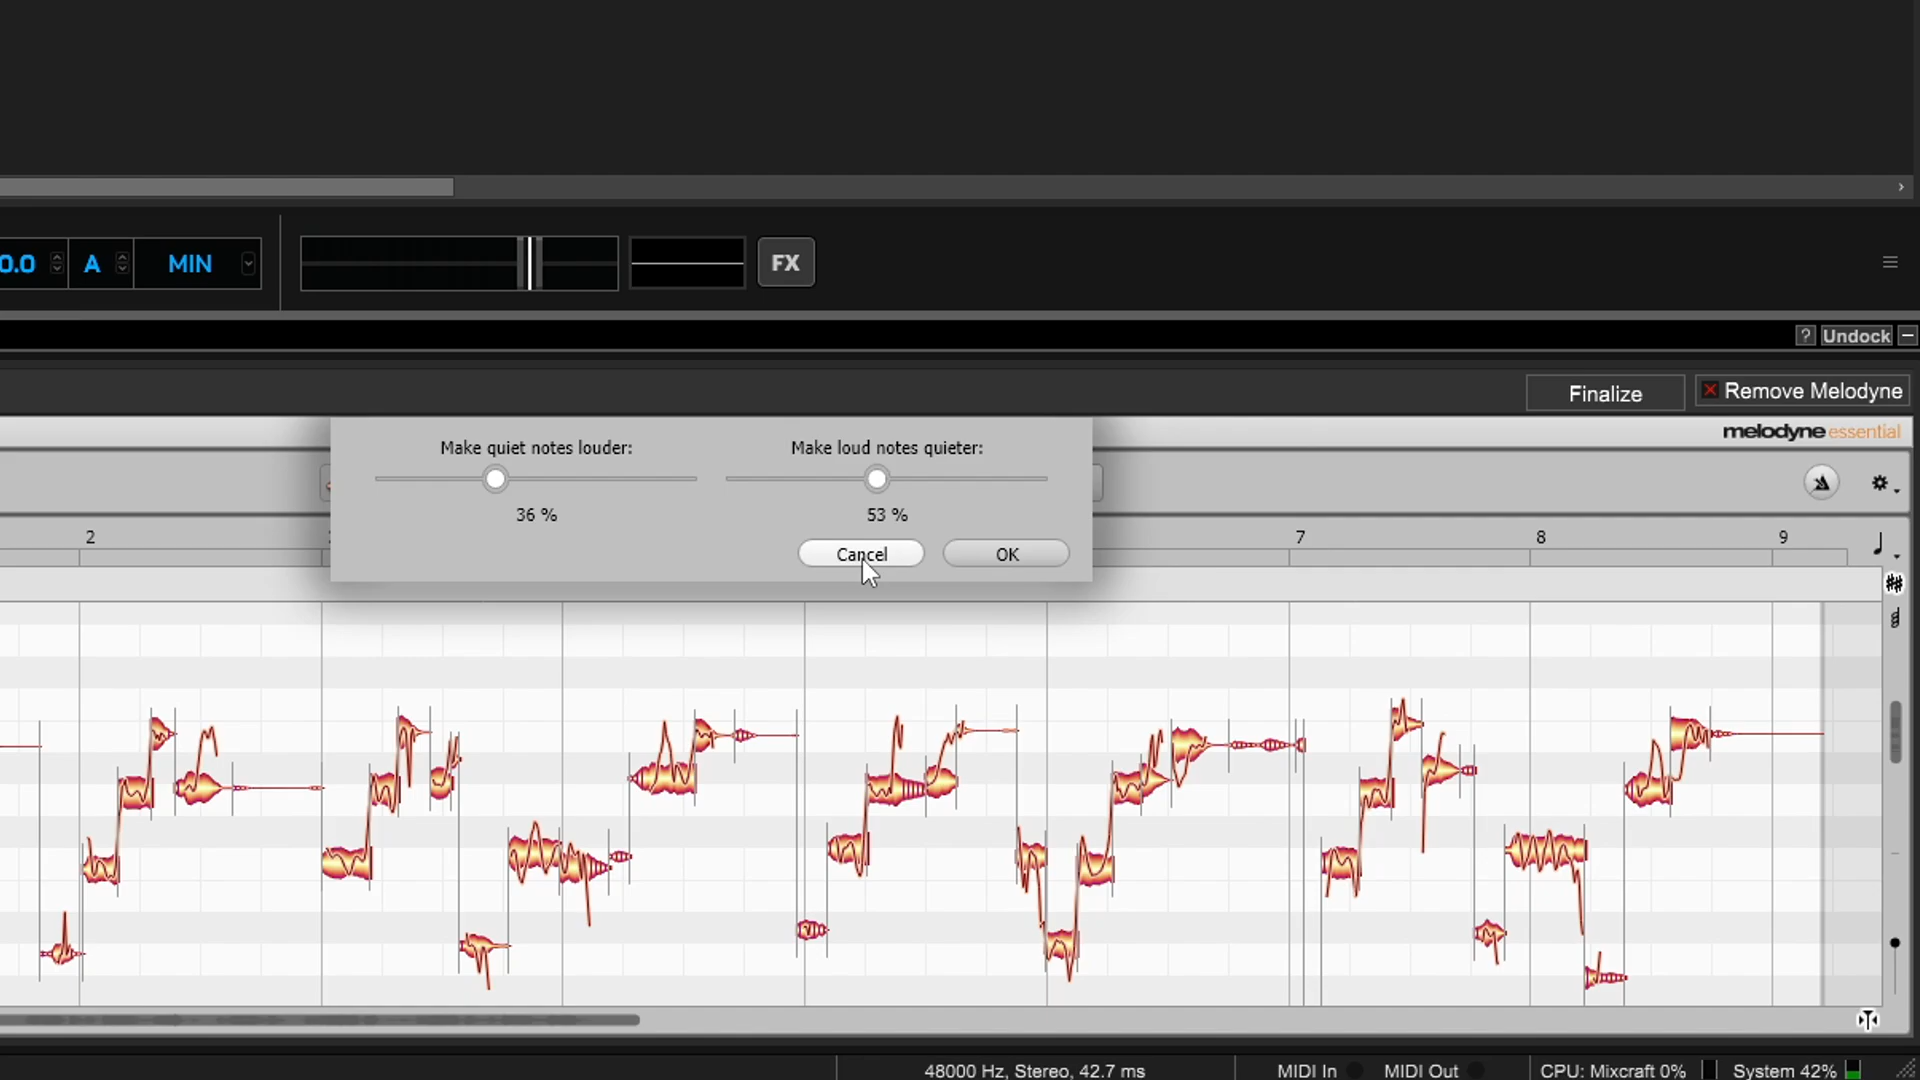 0.0 A MIN FX
? Undock
Finalize Remove Melodyne
melodyne essential
Make quiet notes louder: Make loud notes quieter:
36 % 53 %
Cancel OK
2 7 8 9
48000 Hz, Stereo, 42.7 ms MIDI In MIDI Out CPU: Mixcraft 0% System 42%